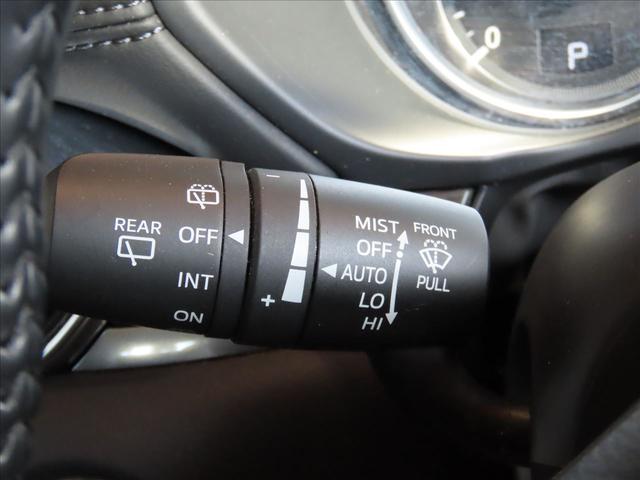 0
P
REAR
OFF
INT
ON
−
+
MIST
OFF
AUTO
LO
HI
FRONT
PULL